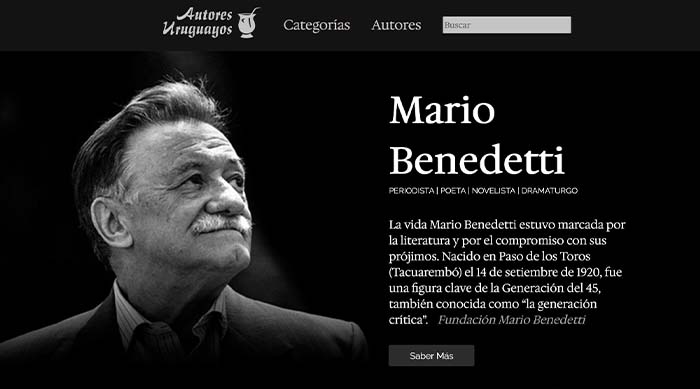 Autores
Uruguayos
Categorías
Autores
Buscar
Mario
Benedetti
PERIODISTA | POETA | NOVELISTA | DRAMATURGO
La vida Mario Benedetti estuvo marcada por
la literatura y por el compromiso con sus
prójimos. Nacido en Paso de los Toros
(Tacuarembó) el 14 de setiembre de 1920, fue
una figura clave de la Generación del 45,
también conocida como “la generación
crítica”. Fundación Mario Benedetti
Saber Más